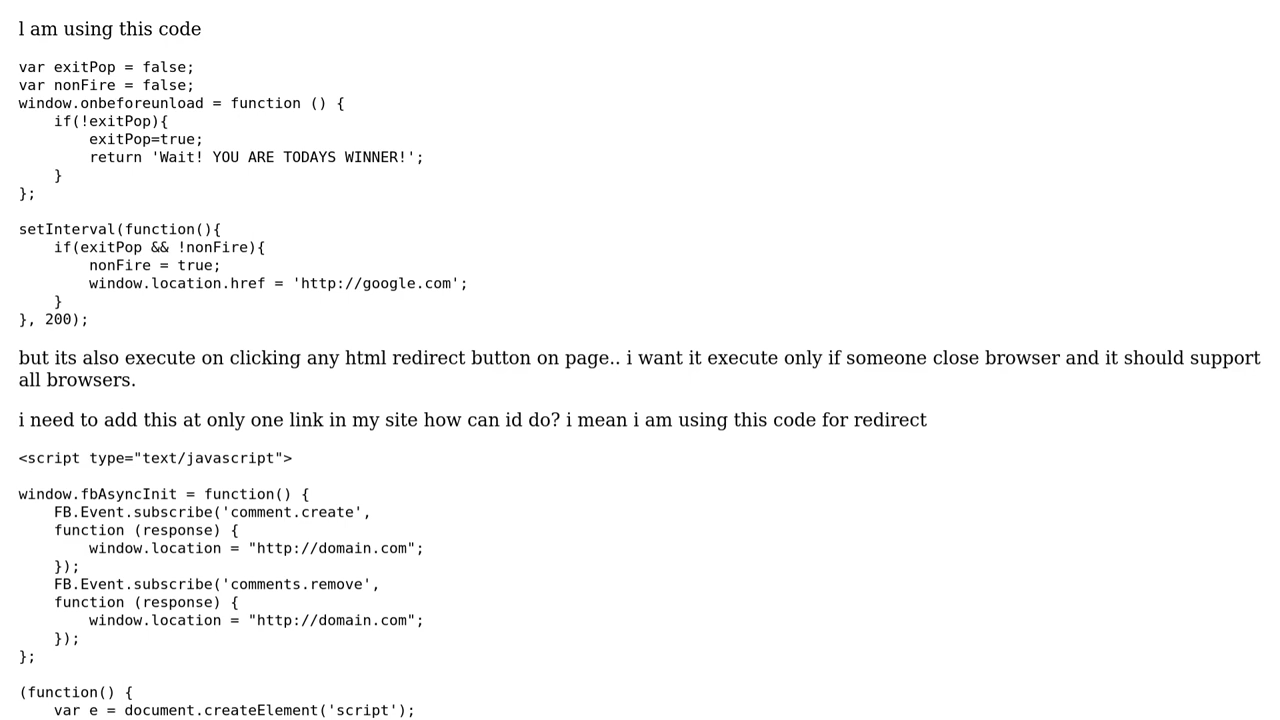 l am using this code
var exitPop = false;
var nonFire = false;
window.onbeforeunload = function () {
    if(!exitPop){
        exitPop=true;
        return 'Wait! YOU ARE TODAYS WINNER!';
    }
};
setInterval(function(){
    if(exitPop && !nonFire){
        nonFire = true;
        window.location.href = 'http://google.com';
    }
}, 200);
but its also execute on clicking any html redirect button on page.. i want it execute only if someone close browser and it should support
all browsers.
i need to add this at only one link in my site how can id do? i mean i am using this code for redirect
<script type="text/javascript">
window.fbAsyncInit = function() {
    FB.Event.subscribe('comment.create',
    function (response) {
        window.location = "http://domain.com";
    });
    FB.Event.subscribe('comments.remove',
    function (response) {
        window.location = "http://domain.com";
    });
};
(function() {
    var e = document.createElement('script');